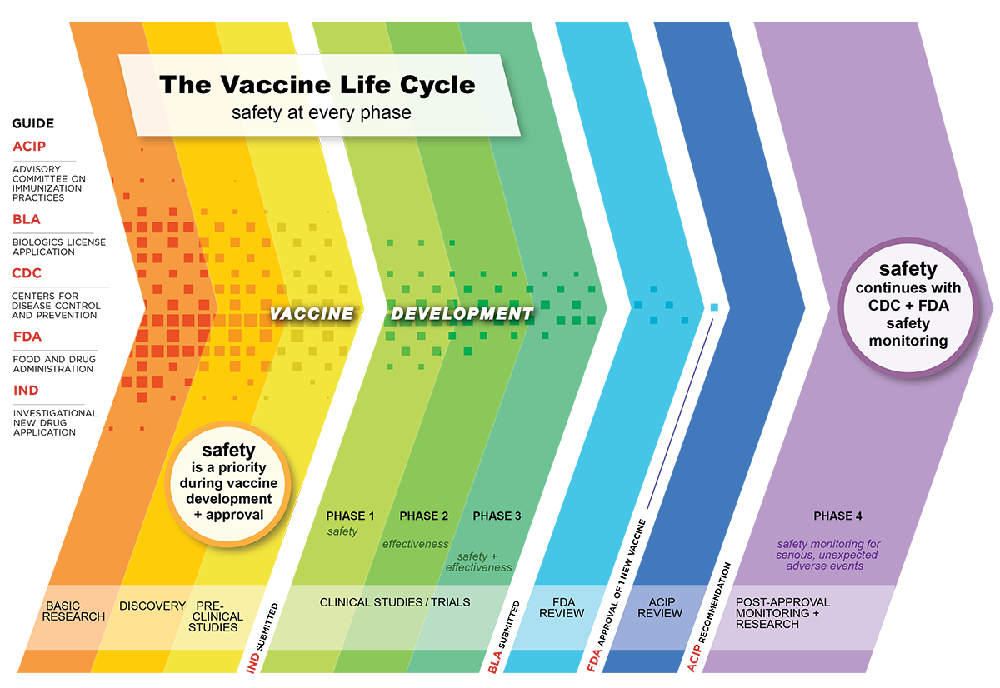 The Vaccine Life Cycle
safety at every phase
GUIDE
ACIP
ADVISORY
COMMITTEE ON
IMMUNIZATION
PRACTICES
BLA
BIOLOGICS LICENSE
APPLICATION
CDC
CENTERS FOR
DISEASE CONTROL
AND PREVENTION
FDA
FOOD AND DRUG
ADMINISTRATION
IND
INVESTIGATIONAL
NEW DRUG
APPLICATION
VACCINE DEVELOPMENT
safety
is a priority
during vaccine
development
+ approval
safety
continues with
CDC + FDA
safety
monitoring
PHASE 1
safety
PHASE 2
effectiveness
PHASE 3
safety +
effectiveness
PHASE 4
safety monitoring for
serious, unexpected
adverse events
BASIC
RESEARCH
DISCOVERY
PRE-
CLINICAL
STUDIES
IND SUBMITTED
CLINICAL STUDIES / TRIALS
BLA SUBMITTED
FDA
REVIEW
FDA APPROVAL OF 1 NEW VACCINE
ACIP
REVIEW
ACIP RECOMMENDATION
POST-APPROVAL
MONITORING +
RESEARCH